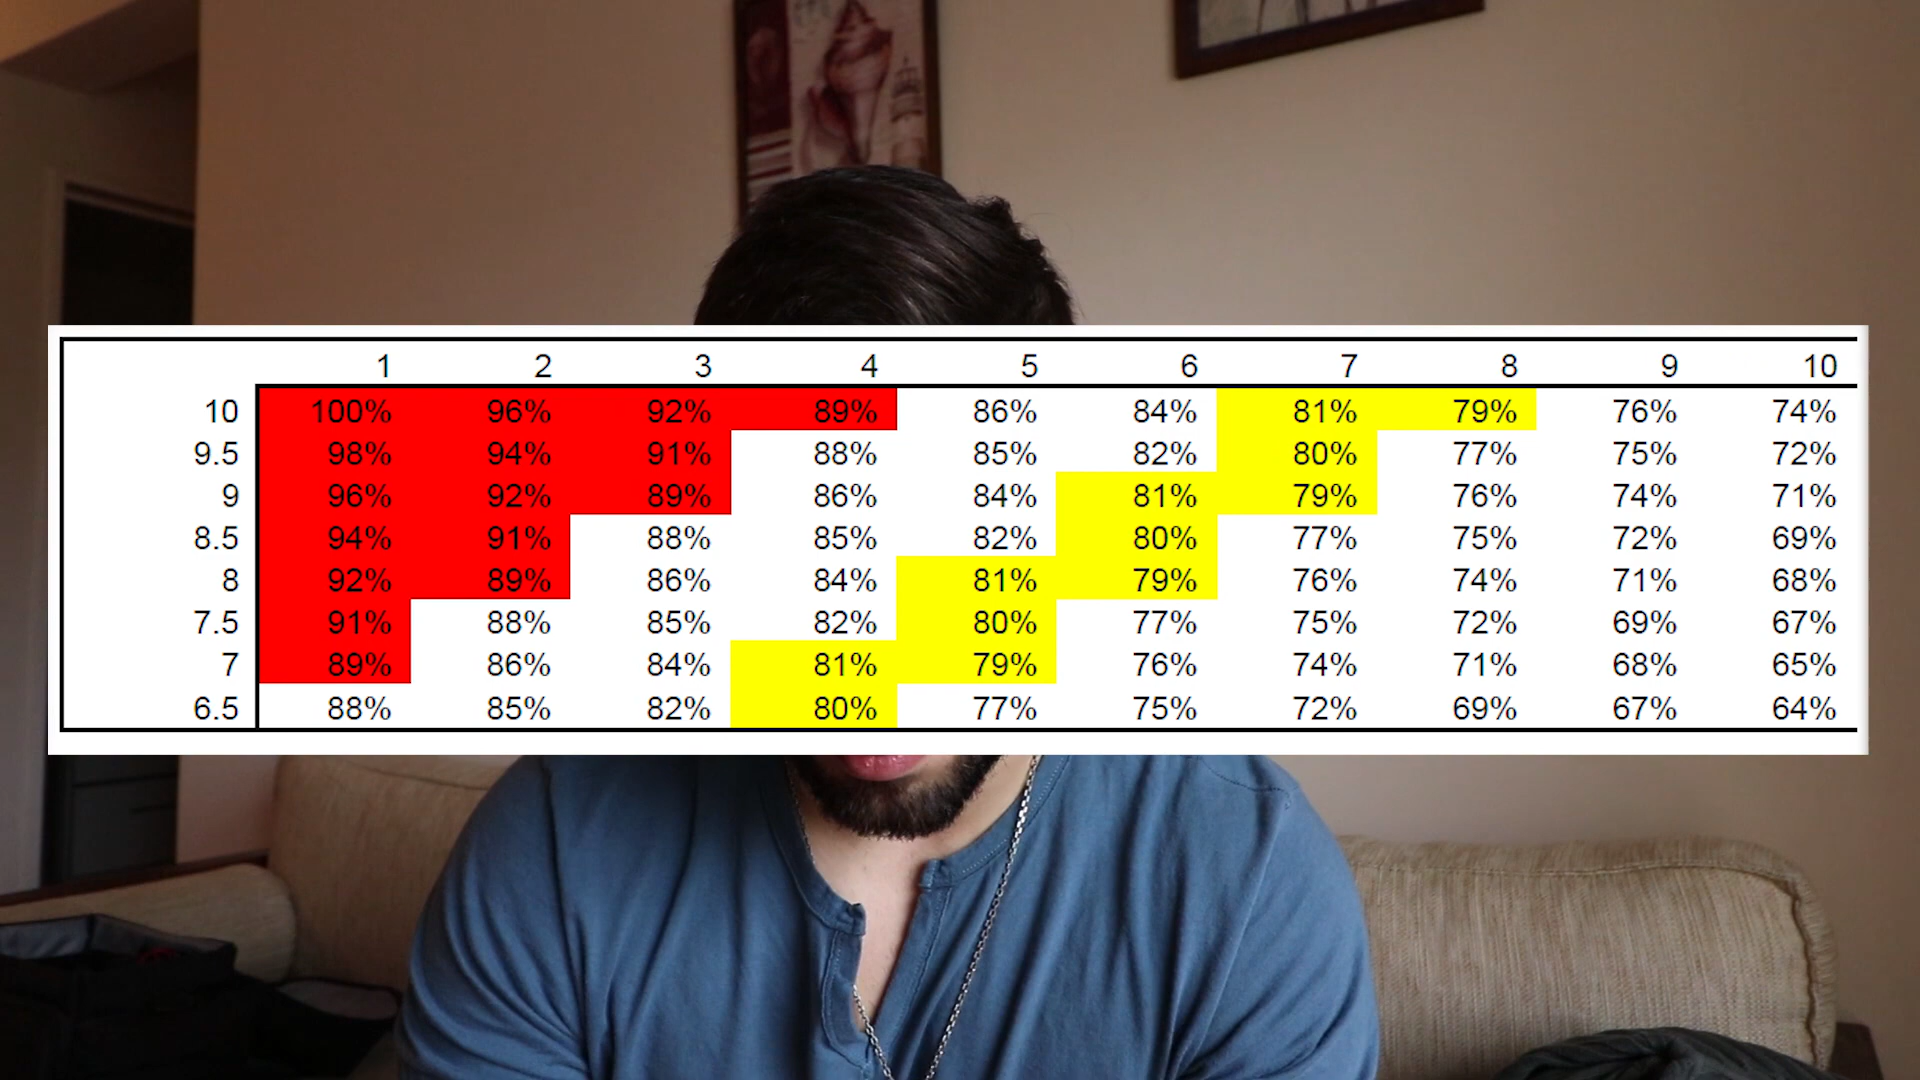 1 2 3 4 5 6 7 8 9 10
10 100% 96% 92% 89% 86% 84% 81% 79% 76% 74%
9.5 98% 94% 91% 88% 85% 82% 80% 77% 75% 72%
9 96% 92% 89% 86% 84% 81% 79% 76% 74% 71%
8.5 94% 91% 88% 85% 82% 80% 77% 75% 72% 69%
8 92% 89% 86% 84% 81% 79% 76% 74% 71% 68%
7.5 91% 88% 85% 82% 80% 77% 75% 72% 69% 67%
7 89% 86% 84% 81% 79% 76% 74% 71% 68% 65%
6.5 88% 85% 82% 80% 77% 75% 72% 69% 67% 64%